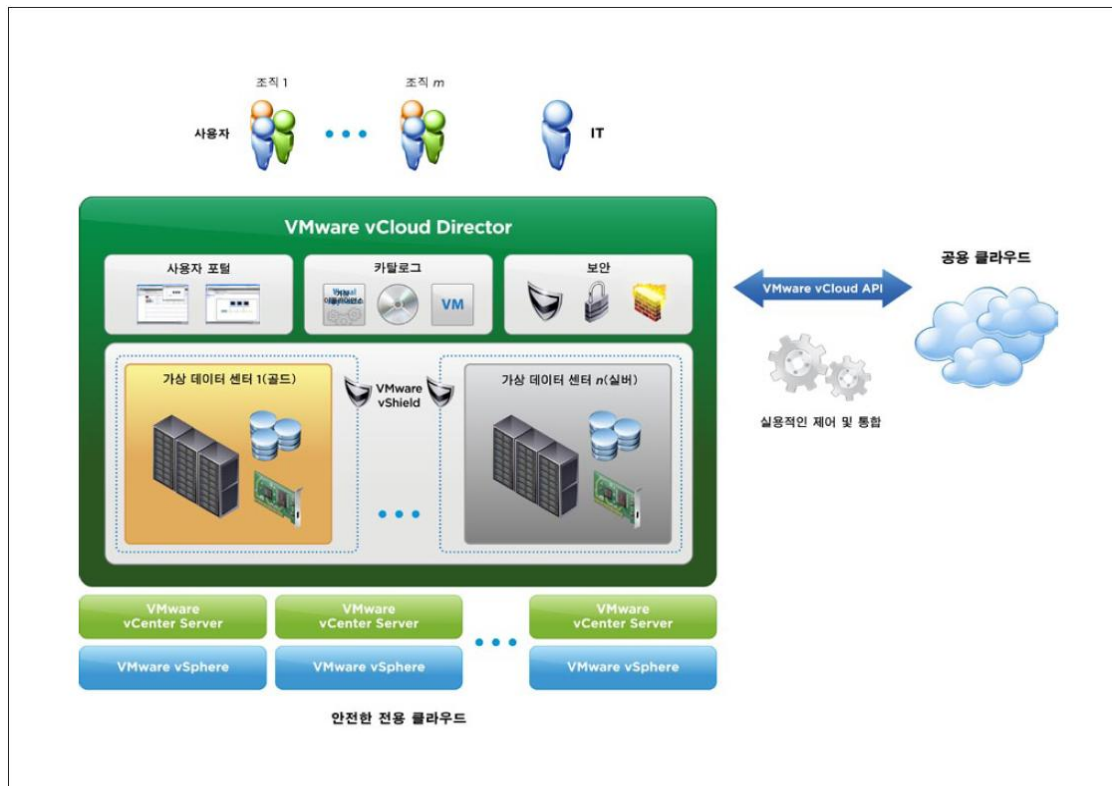 조직 1
조직 m
사용자
IT
VMware vCloud Director
사용자 포털
카탈로그
보안
VM
VMware vCloud API
공용 클라우드
실용적인 제어 및 통합
가상 데이터 센터 1(골드)
VMware
vShield
가상 데이터 센터 n(실버)
VMware
vCenter Server
VMware
vCenter Server
VMware
vCenter Server
VMware vSphere
VMware vSphere
VMware vSphere
안전한 전용 클라우드